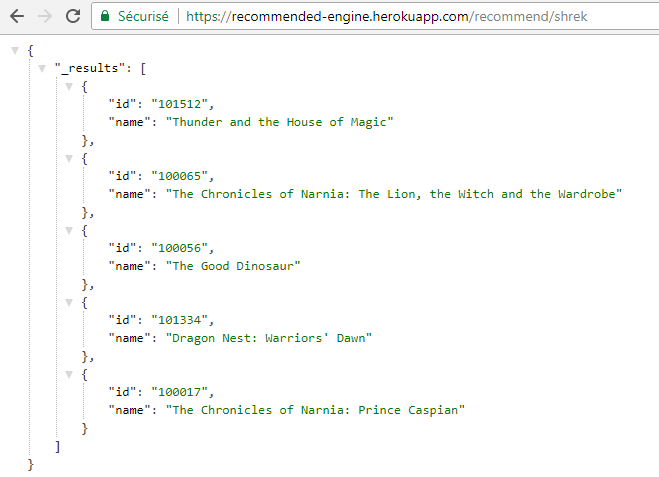 Sécurisé | https://recommended-engine.herokuapp.com/recommend/shrek
{
"_results": [
{
"id": "101512",
"name": "Thunder and the House of Magic"
},
{
"id": "100065",
"name": "The Chronicles of Narnia: The Lion, the Witch and the Wardrobe"
},
{
"id": "100056",
"name": "The Good Dinosaur"
},
{
"id": "101334",
"name": "Dragon Nest: Warriors' Dawn"
},
{
"id": "100017",
"name": "The Chronicles of Narnia: Prince Caspian"
}
]
}